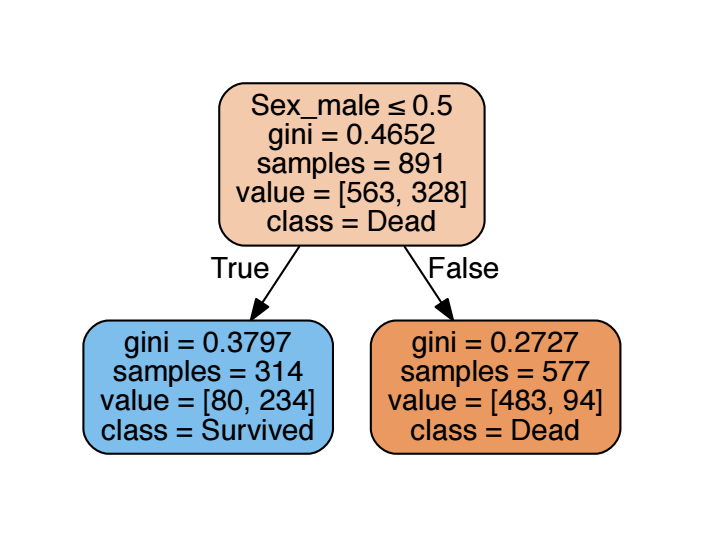 Sex_male ≤ 0.5
gini = 0.4652
samples = 891
value = [563, 328]
class = Dead
True
False
gini = 0.3797
samples = 314
value = [80, 234]
class = Survived
gini = 0.2727
samples = 577
value = [483, 94]
class = Dead